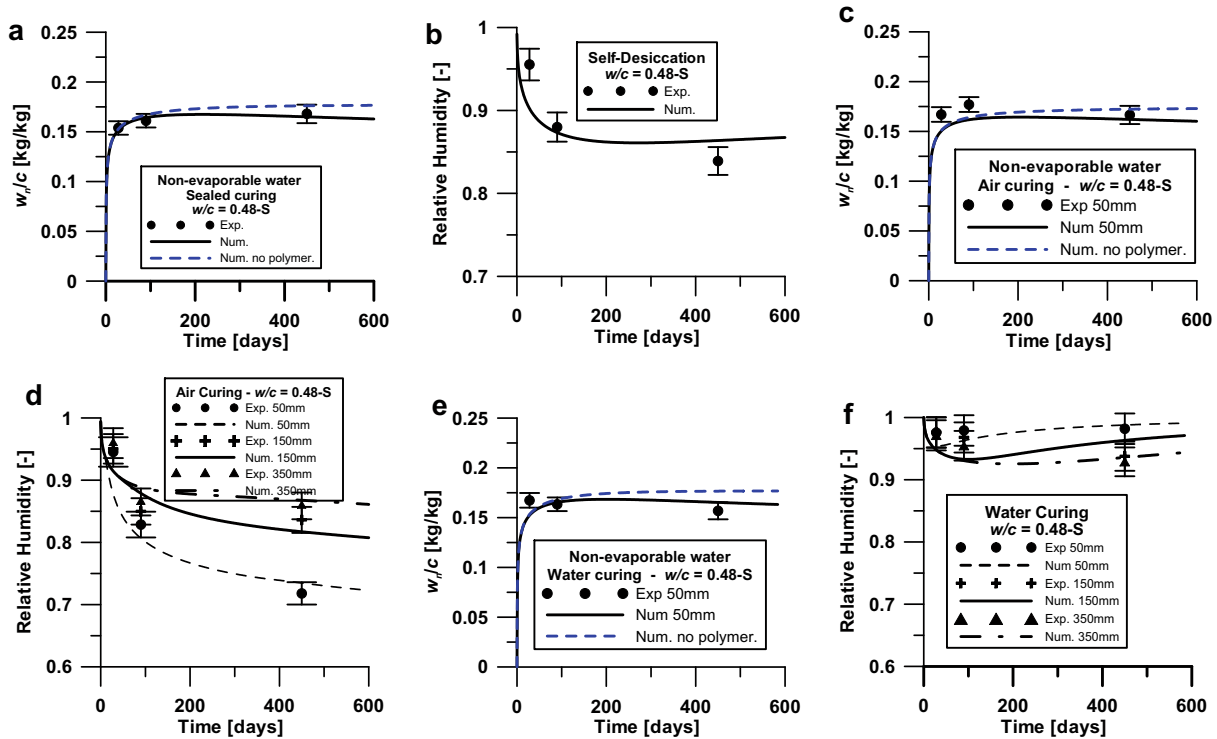 a
0.25
0.2
0.15
0.1
0.05
0
w_n/c [kg/kg]
Non-evaporable water
Sealed curing
w/c = 0.48-S
Exp.
Num.
Num. no polymer.
0 200 400 600
Time [days]
b
1
0.9
0.8
0.7
Relative Humidity [-]
Self-Desiccation
w/c = 0.48-S
Exp.
Num.
0 200 400 600
Time [days]
c
0.25
0.2
0.15
0.1
0.05
0
w_n/c [kg/kg]
Non-evaporable water
Air curing - w/c = 0.48-S
Exp 50mm
Num 50mm
Num. no polymer.
0 200 400 600
Time [days]
d
1
0.9
0.8
0.7
0.6
Relative Humidity [-]
Air Curing - w/c = 0.48-S
Exp. 50mm
Num. 50mm
Exp. 150mm
Num. 150mm
Exp. 350mm
Num. 350mm
0 200 400 600
Time [days]
e
0.25
0.2
0.15
0.1
0.05
0
w_n/c [kg/kg]
Non-evaporable water
Water curing - w/c = 0.48-S
Exp 50mm
Num 50mm
Num. no polymer.
0 200 400 600
Time [days]
f
1
0.9
0.8
0.7
0.6
Relative Humidity [-]
Water Curing
w/c = 0.48-S
Exp 50mm
Num 50mm
Exp. 150mm
Num. 150mm
Exp. 350mm
Num. 350mm
0 200 400 600
Time [days]